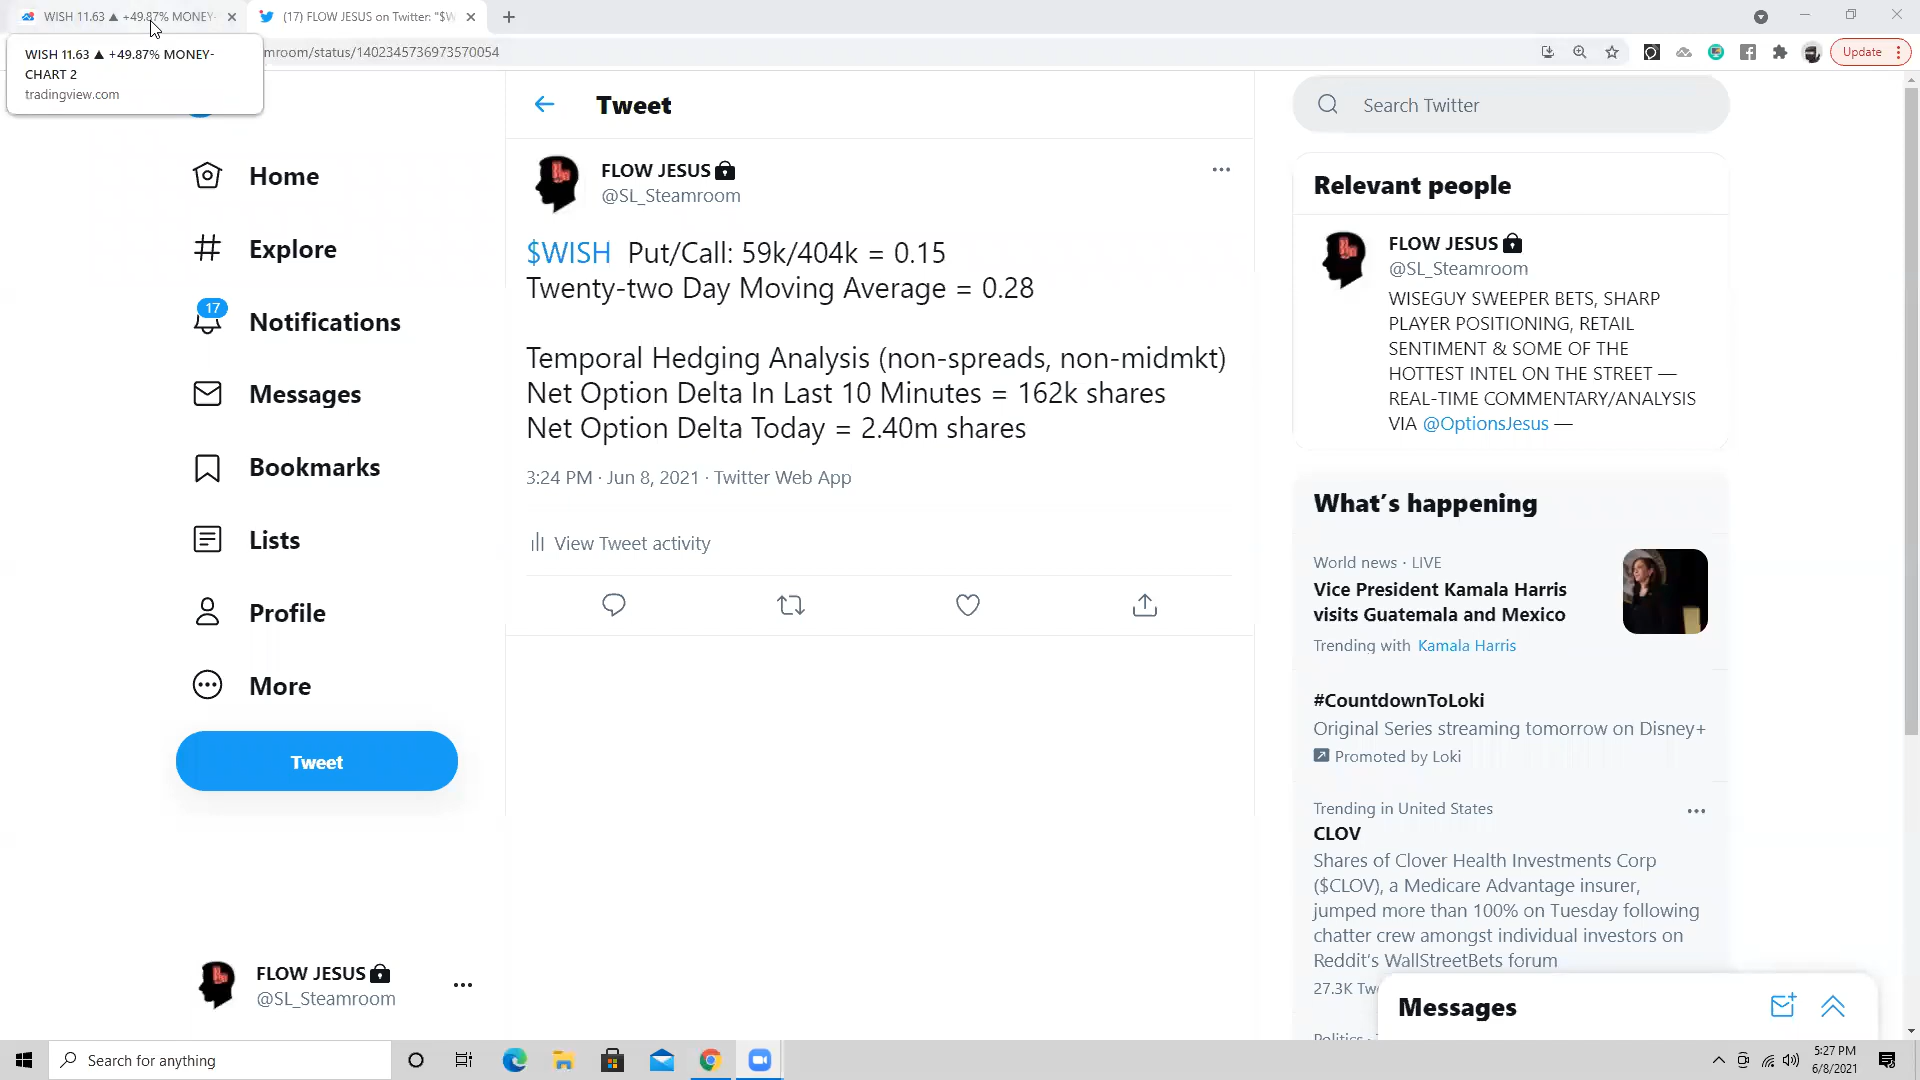 WISH 11.63 ▲ +49.87% MONEY-
(17) FLOW JESUS on Twitter: "$W
WISH 11.63 ▲ +49.87% MONEY-
CHART 2
tradingview.com
mroom/status/1402345736973570054
Update
Home
Explore
17
Notifications
Messages
Bookmarks
Lists
Profile
More
Tweet
FLOW JESUS
@SL_Steamroom
Tweet
FLOW JESUS
@SL_Steamroom
$WISH Put/Call: 59k/404k = 0.15
Twenty-two Day Moving Average = 0.28
Temporal Hedging Analysis (non-spreads, non-midmkt)
Net Option Delta In Last 10 Minutes = 162k shares
Net Option Delta Today = 2.40m shares
3:24 PM · Jun 8, 2021 · Twitter Web App
View Tweet activity
Search Twitter
Relevant people
FLOW JESUS
@SL_Steamroom
WISEGUY SWEEPER BETS, SHARP
PLAYER POSITIONING, RETAIL
SENTIMENT & SOME OF THE
HOTTEST INTEL ON THE STREET —
REAL-TIME COMMENTARY/ANALYSIS
VIA @OptionsJesus —
What's happening
World news · LIVE
Vice President Kamala Harris
visits Guatemala and Mexico
Trending with Kamala Harris
#CountdownToLoki
Original Series streaming tomorrow on Disney+
Promoted by Loki
Trending in United States
CLOV
Shares of Clover Health Investments Corp
($CLOV), a Medicare Advantage insurer,
jumped more than 100% on Tuesday following
chatter crew amongst individual investors on
Reddit's WallStreetBets forum
27.3K Tw
Messages
Search for anything
5:27 PM
6/8/2021